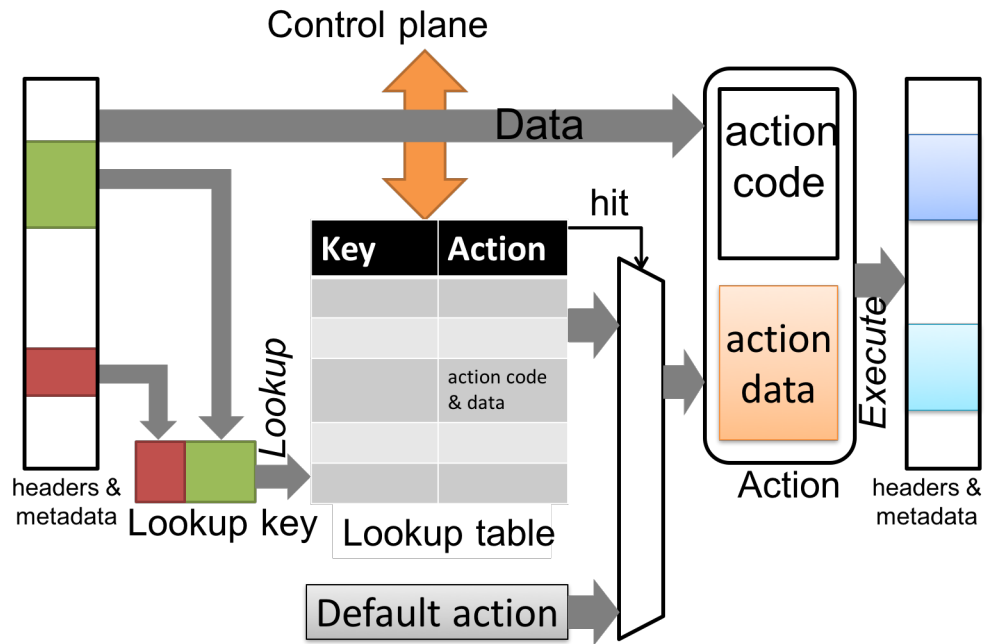 Control plane
Data
action
code
hit
Key
Action
Lookup
action code
& data
action
data
Execute
headers &
metadata
Lookup key
Lookup table
Action
headers &
metadata
Default action